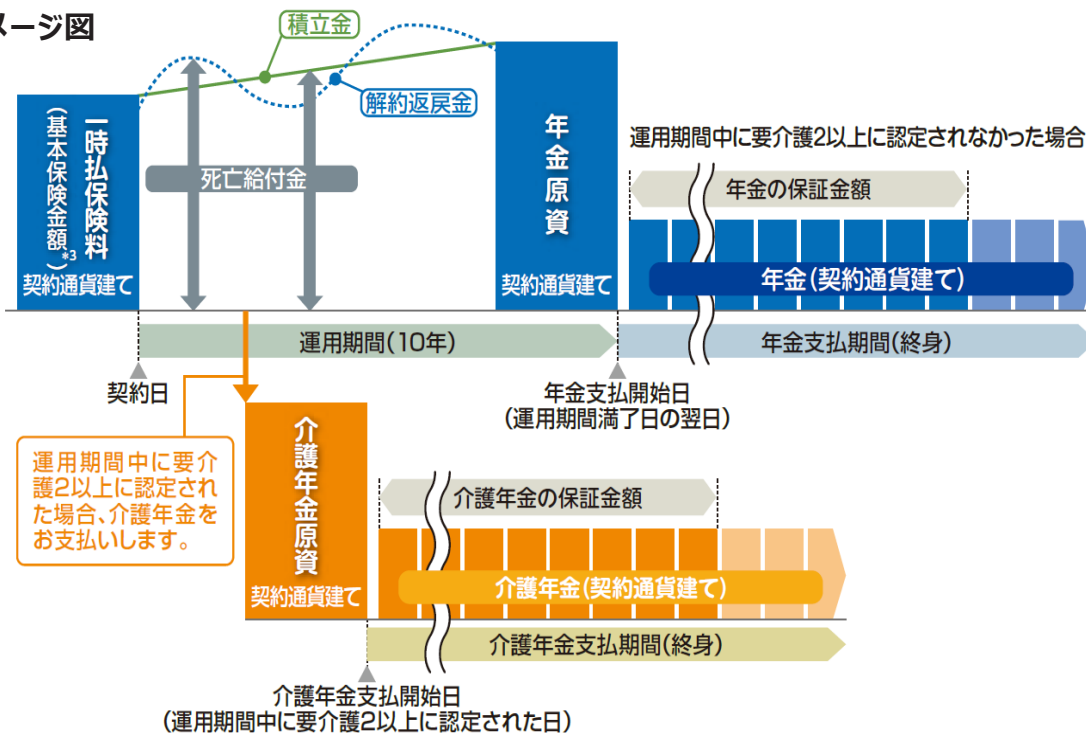 メージ図
積立金
解約返戻金
一時払保険料
(基本保険金額)*3
契約通貨建て
死亡給付金
年金原資
契約通貨建て
運用期間中に要介護2以上に認定されなかった場合
年金の保証金額
年金(契約通貨建て)
運用期間(10年)
年金支払期間(終身)
契約日
年金支払開始日
(運用期間満了日の翌日)
運用期間中に要介
護2以上に認定され
た場合、介護年金を
お支払いします。
介護年金原資
契約通貨建て
介護年金の保証金額
介護年金(契約通貨建て)
介護年金支払期間(終身)
介護年金支払開始日
(運用期間中に要介護2以上に認定された日)